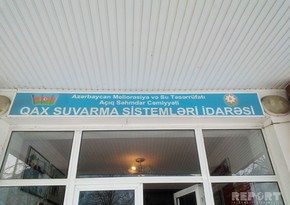 Azərbaycan Meliorasiya və Su Təsərrüfatı
Açıq Səhmdar Cəmiyyəti
QAX SUVARMA SİSTEMLƏRİ İDARƏSİ
REPORT